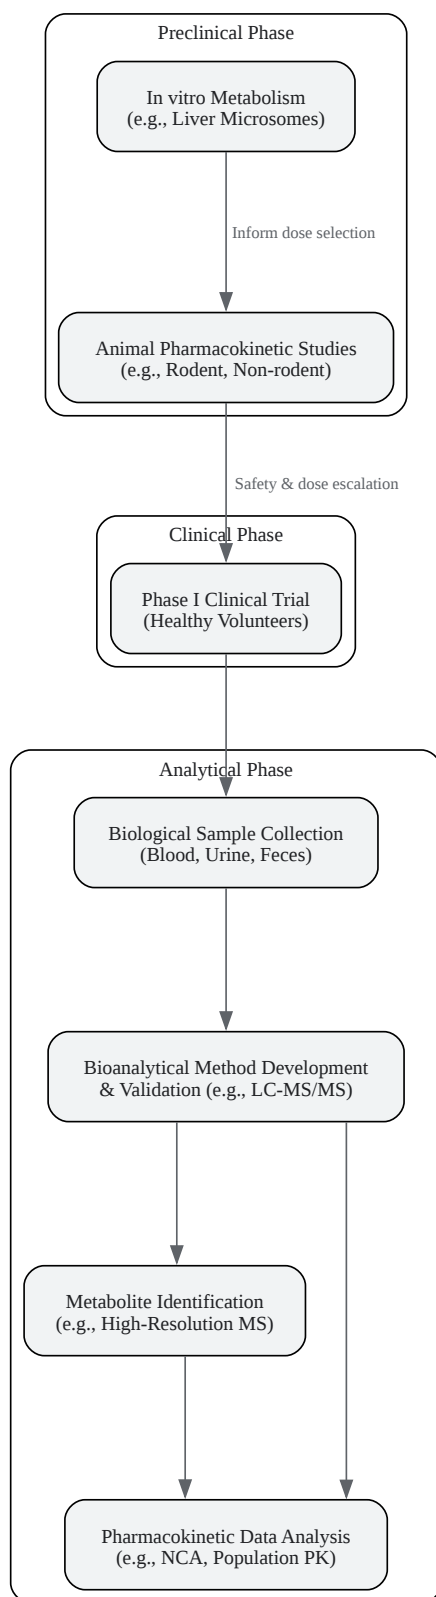 Preclinical Phase
In vitro Metabolism
(e.g., Liver Microsomes)
Inform dose selection
Animal Pharmacokinetic Studies
(e.g., Rodent, Non-rodent)
Safety & dose escalation
Clinical Phase
Phase I Clinical Trial
(Healthy Volunteers)
Analytical Phase
Biological Sample Collection
(Blood, Urine, Feces)
Bioanalytical Method Development
& Validation (e.g., LC-MS/MS)
Metabolite Identification
(e.g., High-Resolution MS)
Pharmacokinetic Data Analysis
(e.g., NCA, Population PK)